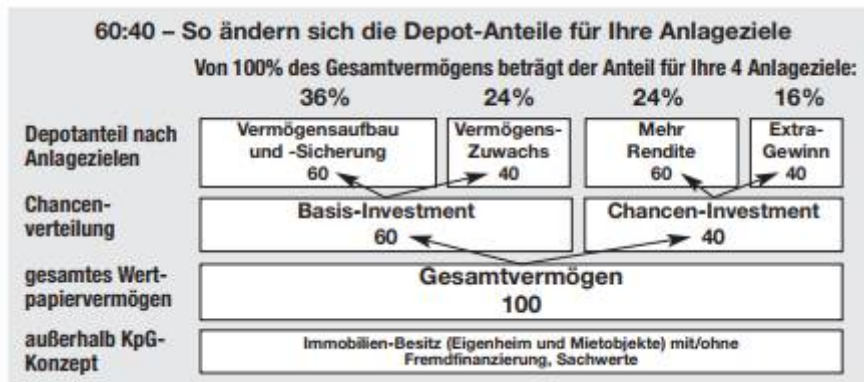 60:40 – So ändern sich die Depot-Anteile für Ihre Anlageziele
Von 100% des Gesamtvermögens beträgt der Anteil für Ihre 4 Anlageziele:
36% 24% 24% 16%
Depotanteil nach
Anlagezielen
Vermögensaufbau
und -Sicherung
60
Vermögens-
Zuwachs
40
Mehr
Rendite
60
Extra-
Gewinn
40
Chancen-
verteilung
Basis-Investment
60
Chancen-Investment
40
gesamtes Wert-
papiervermögen
Gesamtvermögen
100
außerhalb KpG-
Konzept
Immobilien-Besitz (Eigenheim und Mietobjekte) mit/ohne
Fremdfinanzierung, Sachwerte